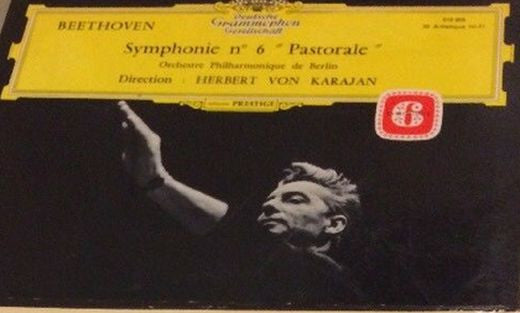 BEETHOVEN
Deutsche
Grammophon
Gesellschaft
Symphonie n° 6 "Pastorale"
Orchestre Philharmonique de Berlin
Direction : HERBERT VON KARAJAN
PRESTIGE
6